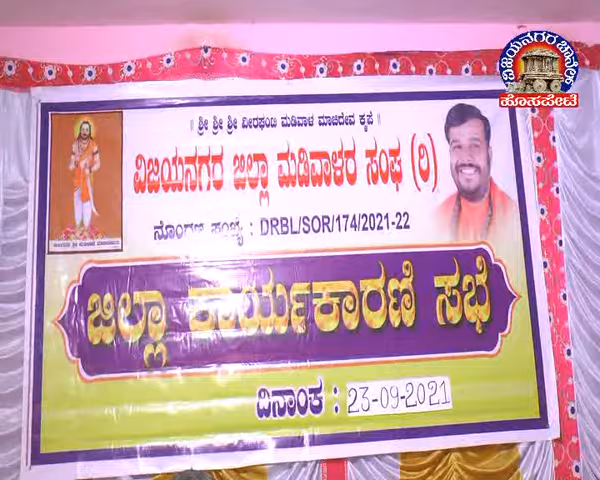 ವಿಜಯನಗರ ಚಾನೆಲ್
ಹೊಸಪೇಟೆ
|| ಶ್ರೀ ಶ್ರೀ ಶ್ರೀ ವೀರಘಂಟಿ ಮಡಿವಾಳ ಮಾಚಿದೇವ ಕೃಪೆ ||
ವಿಜಯನಗರ ಜಿಲ್ಲಾ ಮಡಿವಾಳರ ಸಂಘ (ರಿ)
ನೊಂದಣಿ ಸಂಖ್ಯೆ : DRBL/SOR/174/2021-22
ಜಿಲ್ಲಾ ಕಾರ್ಯಕಾರಣಿ ಸಭೆ
ದಿನಾಂಕ : 23-09-2021